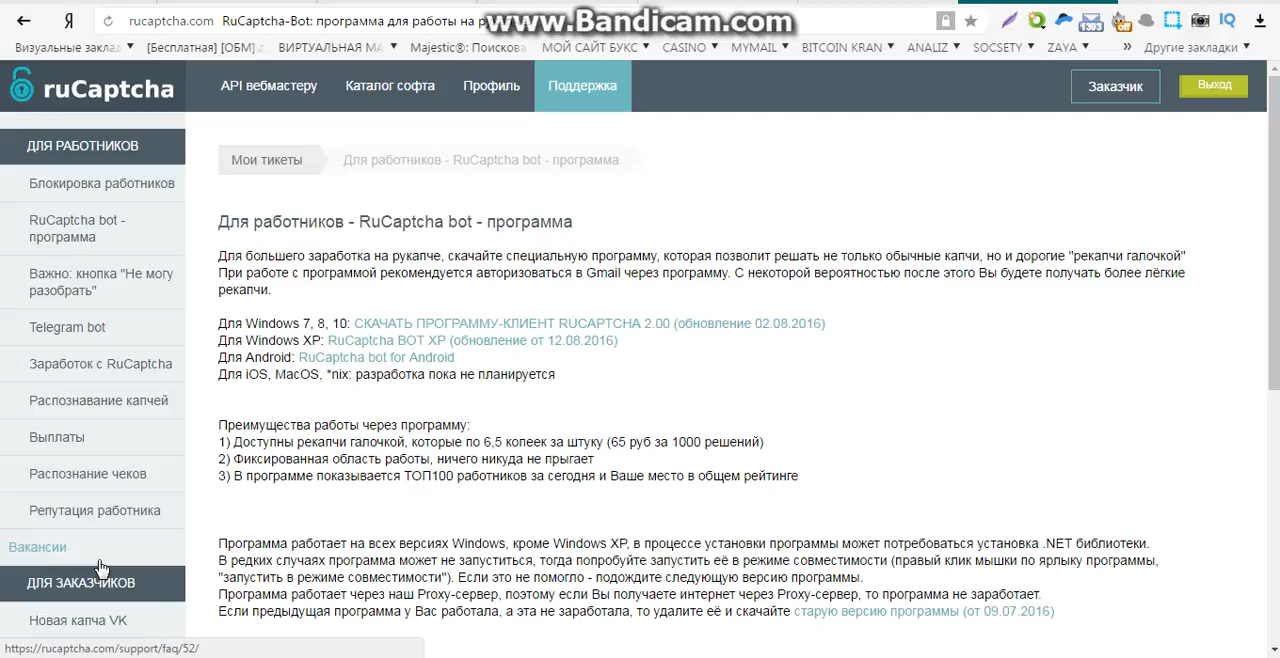 rucaptcha.com RuCaptcha-Bot: программа для работы на
www.Bandicam.com
1393
off
IQ
Визуальные заклад
[Бесплатная] [ОБМ]
ВИРТУАЛЬНАЯ МА
Majestic®: Поискова
МОЙ САЙТ БУКС
CASINO
MYMAIL
BITCOIN KRAN
ANALIZ
SOCSETY
ZAYA
» Другие закладки
ruCaptcha
API вебмастеру
Каталог софта
Профиль
Поддержка
Заказчик
Выход
ДЛЯ РАБОТНИКОВ
Блокировка работников
RuCaptcha bot -
программа
Важно: кнопка "Не могу
разобрать"
Telegram bot
Заработок с RuCaptcha
Распознавание капчей
Выплаты
Распознание чеков
Репутация работника
Вакансии
ДЛЯ ЗАКАЗЧИКОВ
Новая капча VK
Мои тикеты
Для работников - RuCaptcha bot - программа
Для работников - RuCaptcha bot - программа
Для большего заработка на рукапче, скачайте специальную программу, которая позволит решать не только обычные капчи, но и дорогие "рекапчи галочкой"
При работе с программой рекомендуется авторизоваться в Gmail через программу. С некоторой вероятностью после этого Вы будете получать более лёгкие
рекапчи.
Для Windows 7, 8, 10: СКАЧАТЬ ПРОГРАММУ-КЛИЕНТ RUCAPTCHA 2.00 (обновление 02.08.2016)
Для Windows XP: RuCaptcha BOT XP (обновление от 12.08.2016)
Для Android: RuCaptcha bot for Android
Для iOS, MacOS, *nix: разработка пока не планируется
Преимущества работы через программу:
1) Доступны рекапчи галочкой, которые по 6,5 копеек за штуку (65 руб за 1000 решений)
2) Фиксированная область работы, ничего никуда не прыгает
3) В программе показывается ТОП100 работников за сегодня и Ваше место в общем рейтинге
Программа работает на всех версиях Windows, кроме Windows XP, в процессе установки программы может потребоваться установка .NET библиотеки.
В редких случаях программа может не запуститься, тогда попробуйте запустить её в режиме совместимости (правый клик мышки по ярлыку программы,
"запустить в режиме совместимости"). Если это не помогло - подождите следующую версию программы.
Программа работает через наш Proxy-сервер, поэтому если Вы получаете интернет через Proxy-сервер, то программа не заработает.
Если предыдущая программа у Вас работала, а эта не заработала, то удалите её и скачайте старую версию программы (от 09.07.2016)
https://rucaptcha.com/support/faq/52/